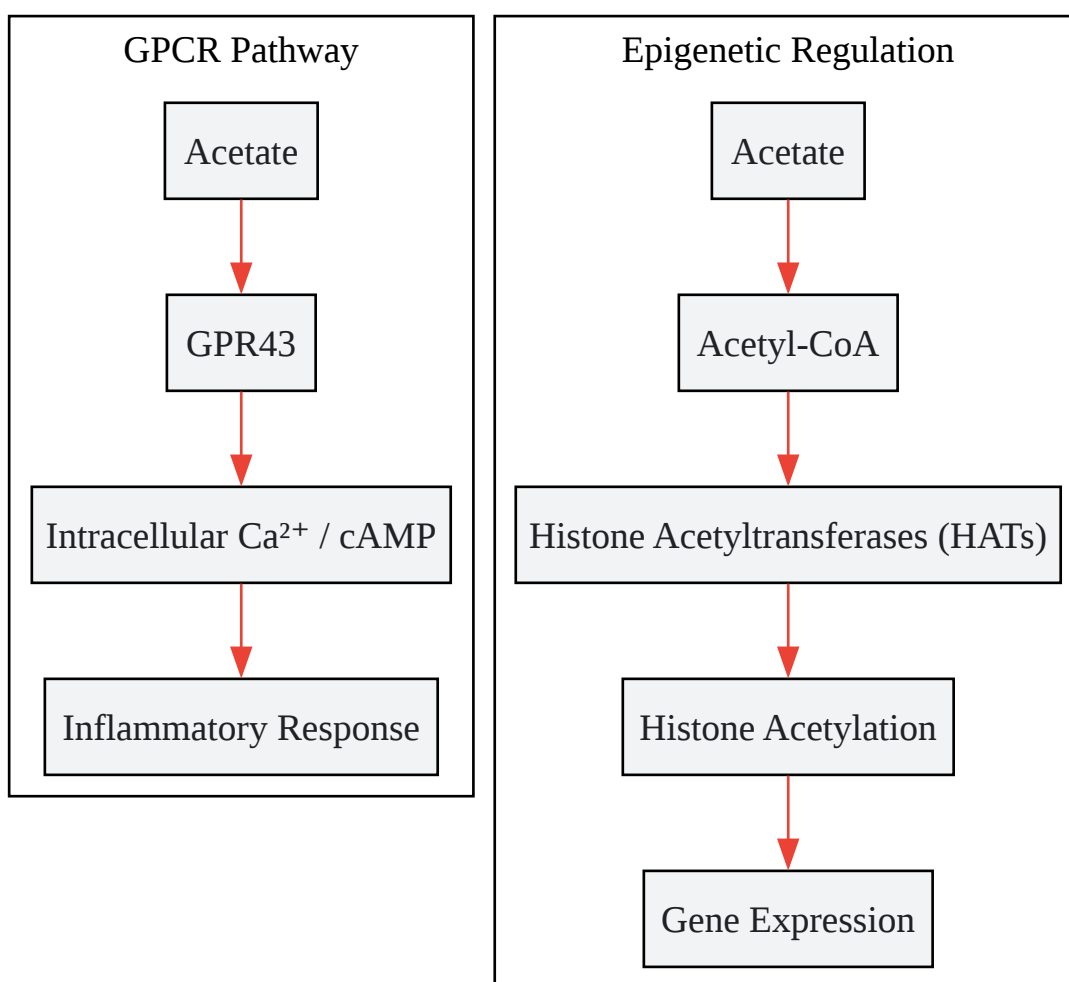 GPCR Pathway
Acetate
GPR43
Intracellular Ca²⁺ / cAMP
Inflammatory Response
Epigenetic Regulation
Acetate
Acetyl-CoA
Histone Acetyltransferases (HATs)
Histone Acetylation
Gene Expression